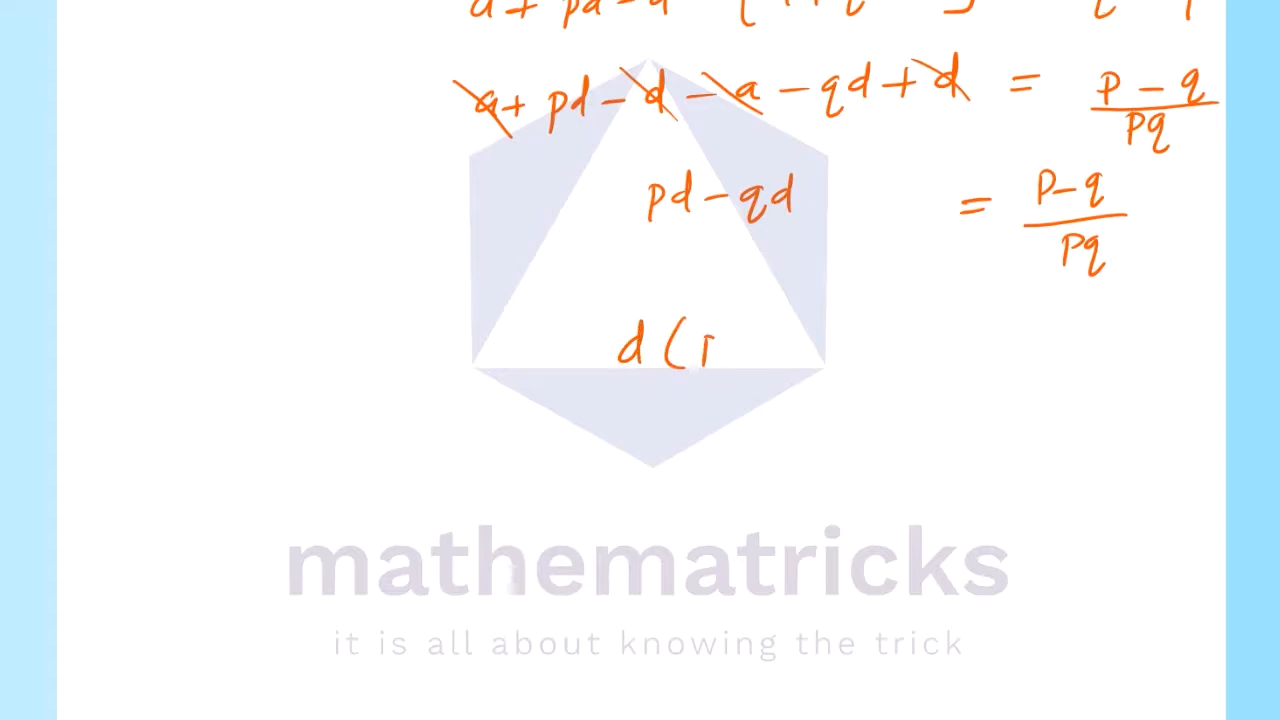 a + pd - d - a - qd + d = p - q / pq
pd - qd = p - q / pq
d (
mathematricks
it is all about knowing the trick